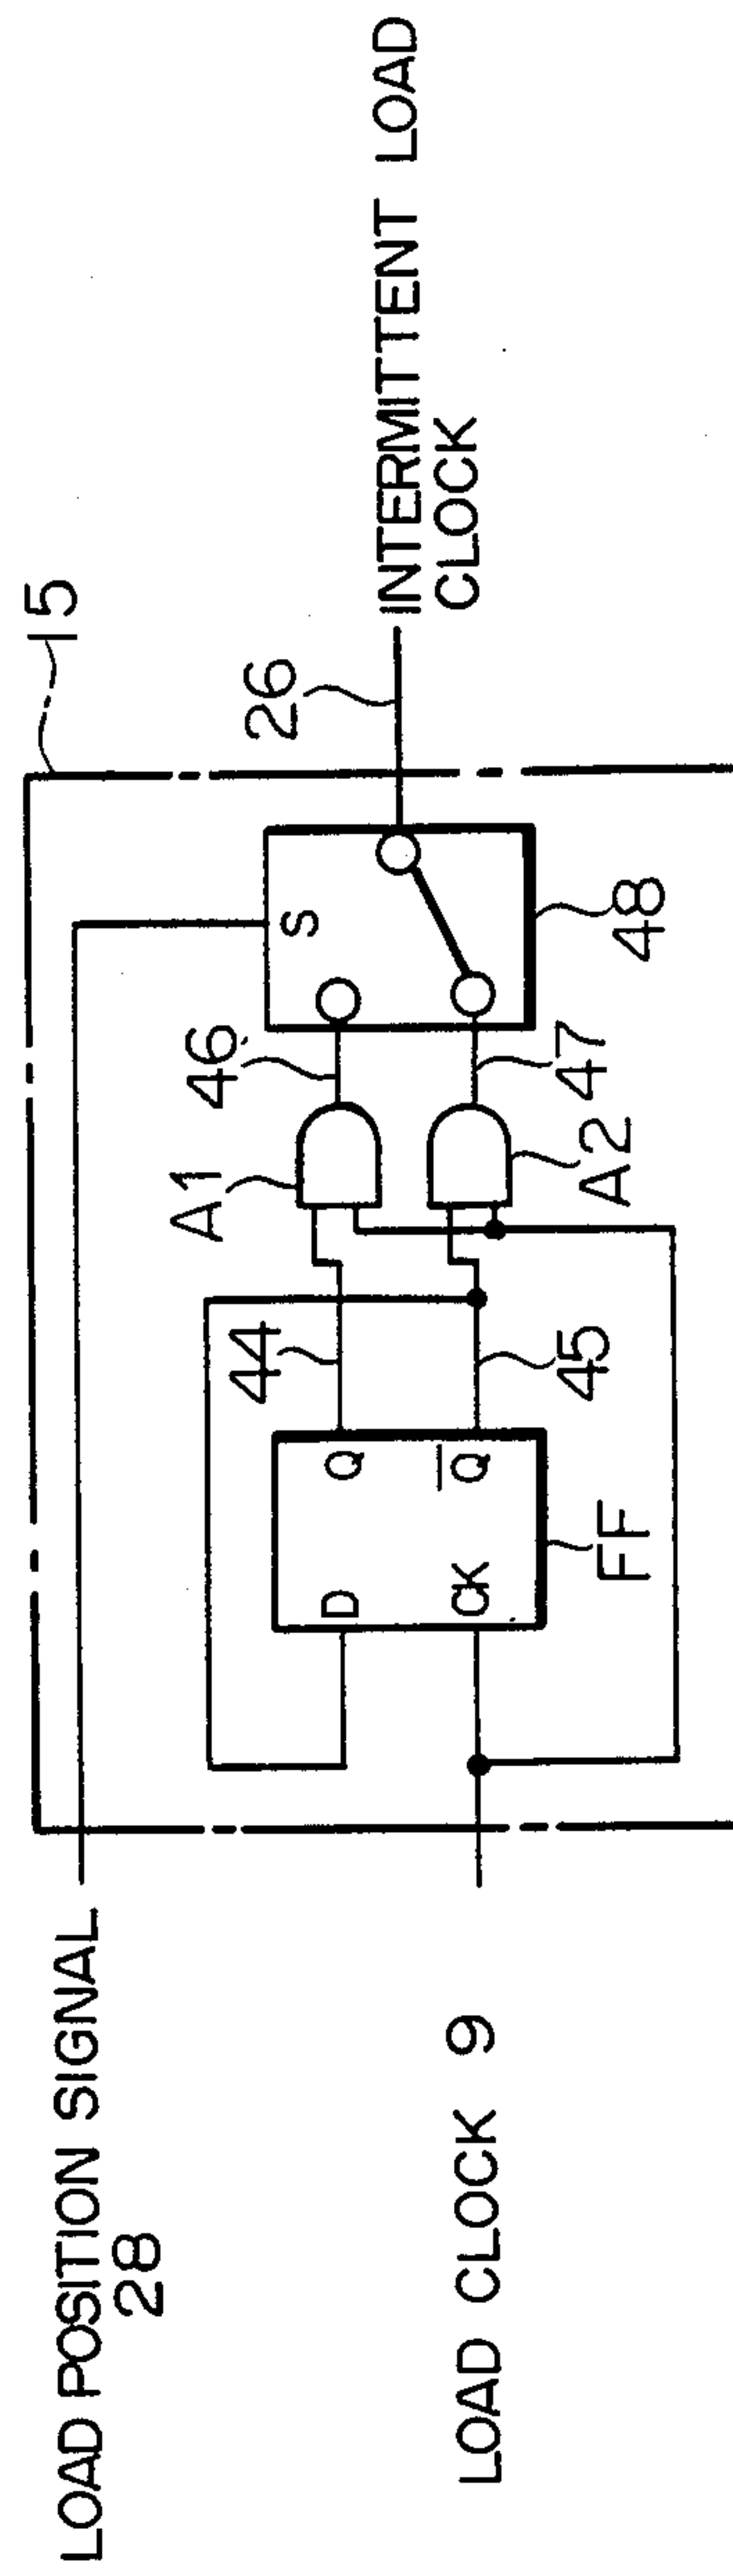 15
LOAD POSITION SIGNAL
28
S
26
INTERMITTENT LOAD
CLOCK
A1
46
44
D
Q
CK
Q̅
45
47
48
A2
FF
LOAD CLOCK 9